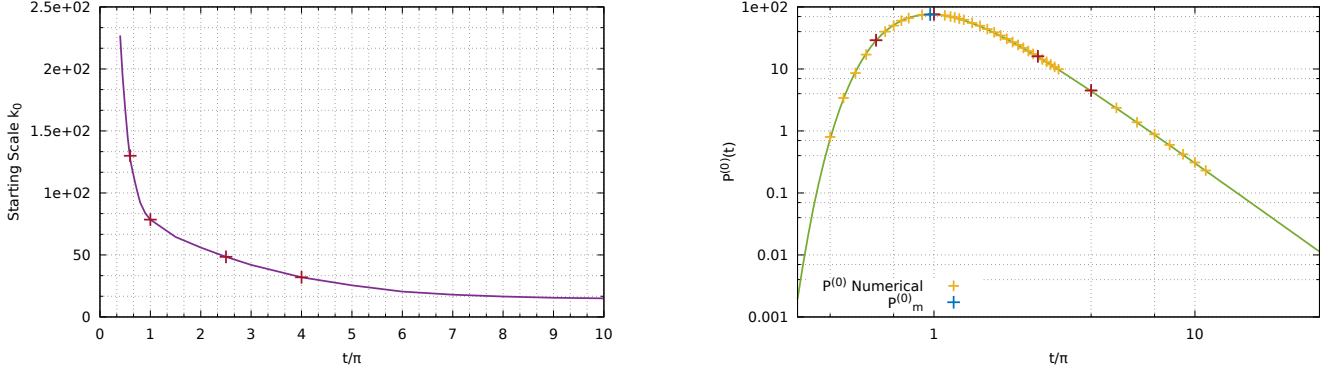 2.5e+02
2e+02
1.5e+02
1e+02
50
0
Starting Scale k0
0 1 2 3 4 5 6 7 8 9 10
t/π
1e+02
10
1
0.1
0.01
0.001
P(0)(t)
P(0) Numerical
P(0)m
1 10
t/π